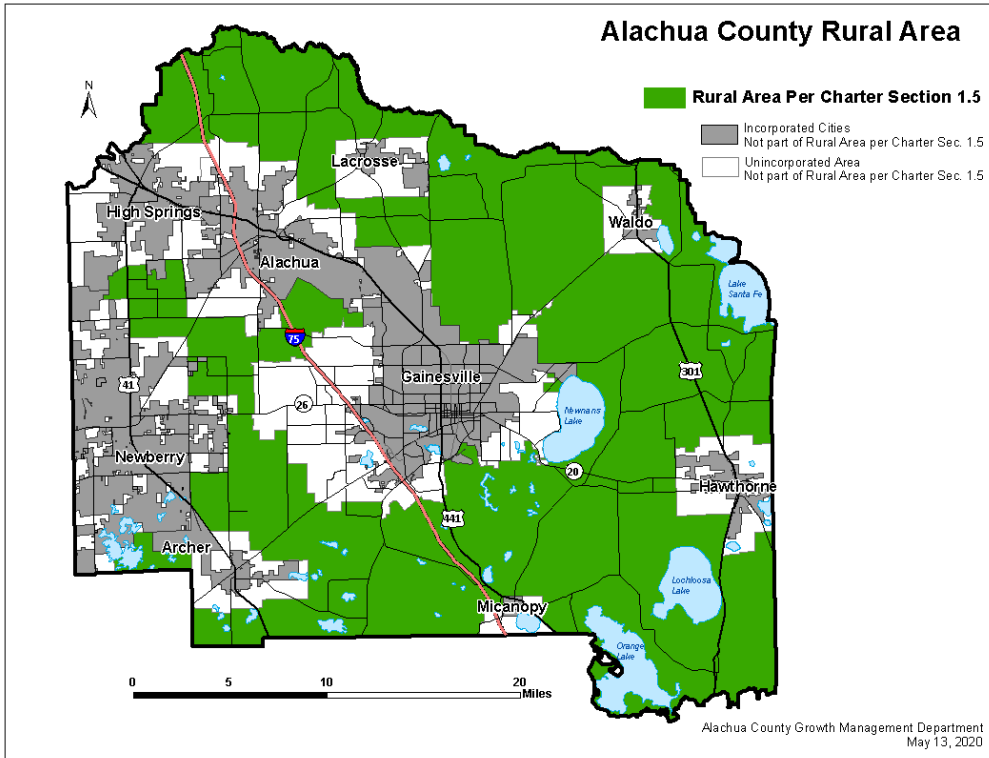 Alachua County Rural Area
N
Rural Area Per Charter Section 1.5
Incorporated Cities
Not part of Rural Area per Charter Sec. 1.5
Unincorporated Area
Not part of Rural Area per Charter Sec. 1.5
Lacrosse
High Springs
Waldo
Alachua
Lake
Santa Fe
75
41
301
Gainesville
26
Newnans
Lake
Newberry
20
Hawthorne
441
Archer
Lochloosa
Lake
Micanopy
Orange
Lake
0 5 10 20
Miles
Alachua County Growth Management Department
May 13, 2020